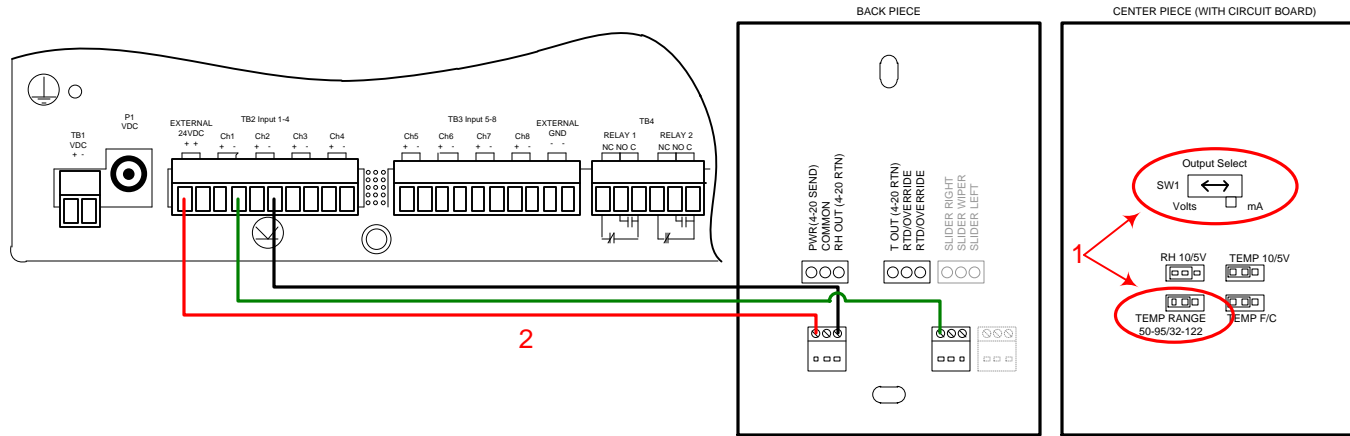 BACK PIECE
CENTER PIECE (WITH CIRCUIT BOARD)
TB1
VDC
+ -
P1
VDC
EXTERNAL
24VDC
+ +
TB2 Input 1-4
Ch1
+ -
Ch2
+ -
Ch3
+ -
Ch4
+ -
TB3 Input 5-8
Ch5
+ -
Ch6
+ -
Ch7
+ -
Ch8
+ -
EXTERNAL
GND
- -
TB4
RELAY 1
NC NO C
RELAY 2
NC NO C
2
PWR(4-20 SEND)
COMMON
RH OUT (4-20 RTN)
T OUT (4-20 RTN)
RTD/OVERRIDE
RTD/OVERRIDE
SLIDER RIGHT
SLIDER WIPER
SLIDER LEFT
Output Select
SW1
Volts mA
1
RH 10/5V
TEMP 10/5V
TEMP RANGE
50-95/32-122
TEMP F/C